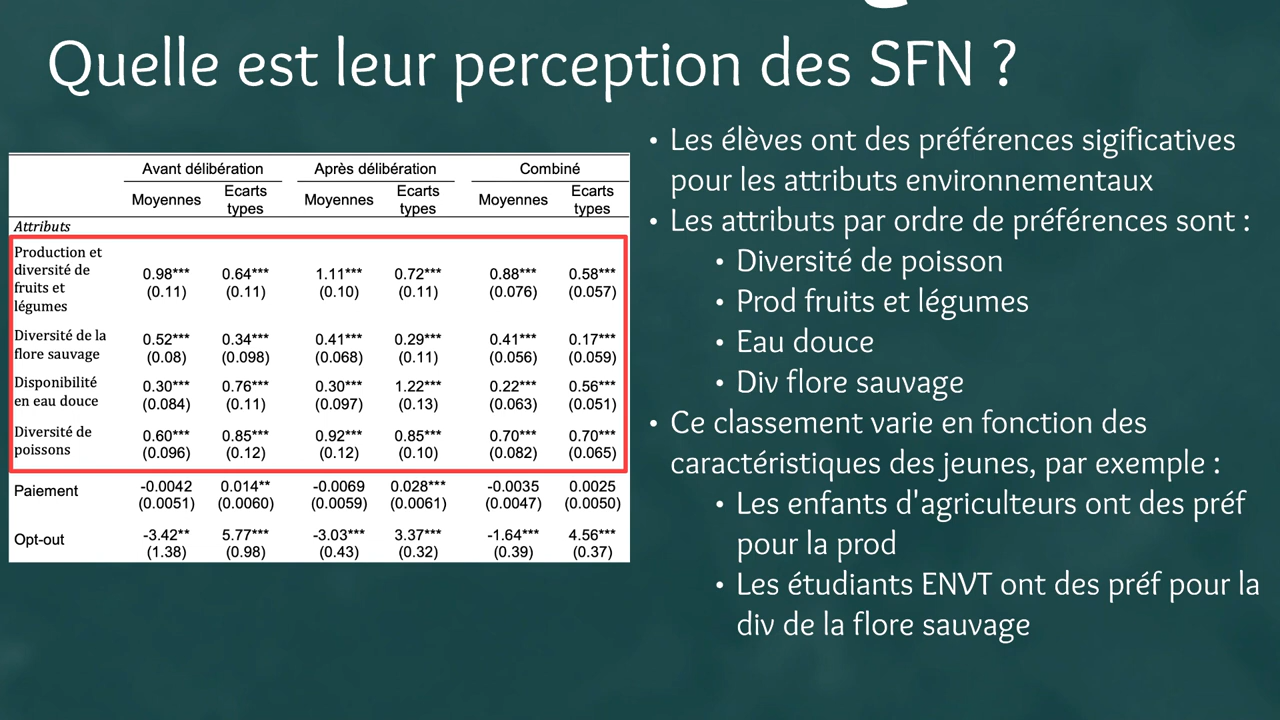 Quelle est leur perception des SFN ?
Avant délibération Après délibération Combiné
Moyennes Ecarts types Moyennes Ecarts types Moyennes Ecarts types
Attributs
Production et diversité de fruits et légumes 0.98*** 0.64*** 1.11*** 0.72*** 0.88*** 0.58***
(0.11) (0.11) (0.10) (0.11) (0.076) (0.057)
Diversité de la flore sauvage 0.52*** 0.34*** 0.41*** 0.29*** 0.41*** 0.17***
(0.08) (0.098) (0.068) (0.11) (0.056) (0.059)
Disponibilité en eau douce 0.30*** 0.76*** 0.30*** 1.22*** 0.22*** 0.56***
(0.084) (0.11) (0.097) (0.13) (0.063) (0.051)
Diversité de poissons 0.60*** 0.85*** 0.92*** 0.85*** 0.70*** 0.70***
(0.096) (0.12) (0.12) (0.10) (0.082) (0.065)
Paiement -0.0042 0.014** -0.0069 0.028*** -0.0035 0.0025
(0.0051) (0.0060) (0.0059) (0.0061) (0.0047) (0.0050)
Opt-out -3.42** 5.77*** -3.03*** 3.37*** -1.64*** 4.56***
(1.38) (0.98) (0.43) (0.32) (0.39) (0.37)
• Les élèves ont des préférences sigificatives
pour les attributs environnementaux
• Les attributs par ordre de préférences sont :
• Diversité de poisson
• Prod fruits et légumes
• Eau douce
• Div flore sauvage
• Ce classement varie en fonction des
caractéristiques des jeunes, par exemple :
• Les enfants d'agriculteurs ont des préf
pour la prod
• Les étudiants ENVT ont des préf pour la
div de la flore sauvage